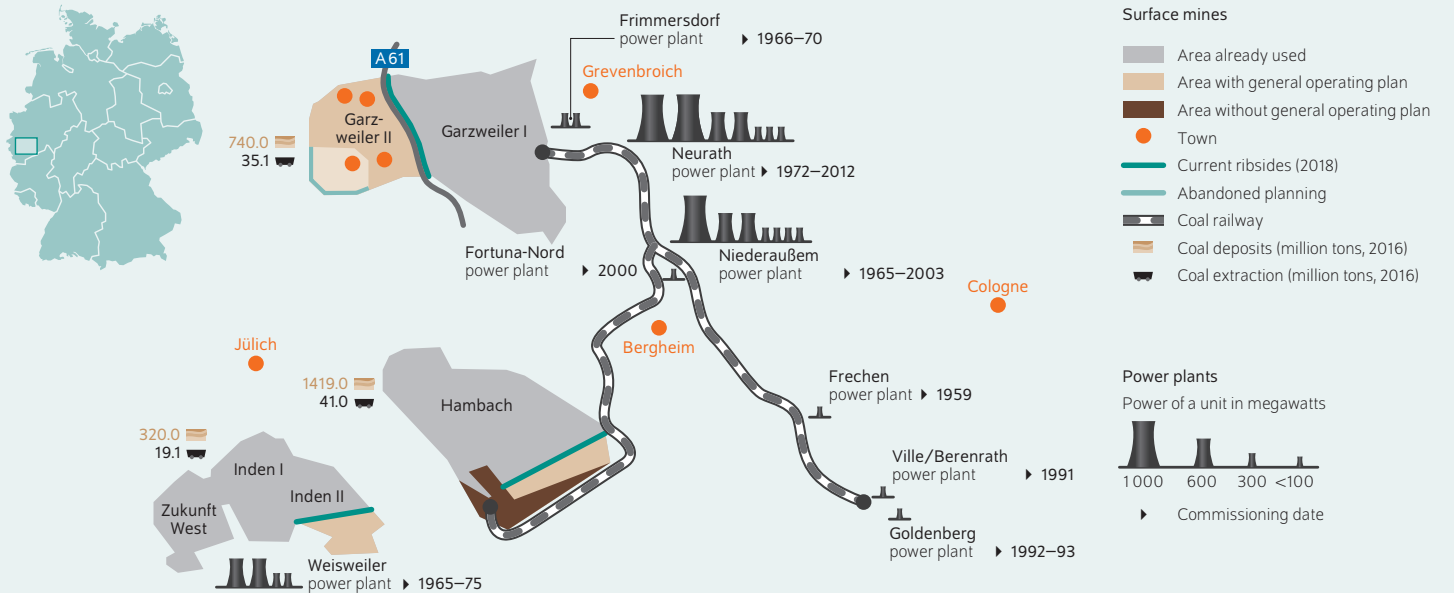 Frimmersdorf
power plant
1966–70
A 61
Grevenbroich
Garz-
weiler II
Garzweiler I
740.0
35.1
Neurath
power plant
1972–2012
Fortuna-Nord
power plant
2000
Niederaußem
power plant
1965–2003
Cologne
Jülich
Bergheim
1419.0
41.0
Hambach
Frechen
power plant
1959
320.0
19.1
Inden I
Inden II
Zukunft
West
Ville/Berenrath
power plant
1991
Goldenberg
power plant
1992–93
Weisweiler
power plant
1965–75
Surface mines
Area already used
Area with general operating plan
Area without general operating plan
Town
Current ribsides (2018)
Abandoned planning
Coal railway
Coal deposits (million tons, 2016)
Coal extraction (million tons, 2016)
Power plants
Power of a unit in megawatts
1000 600 300 <100
Commissioning date